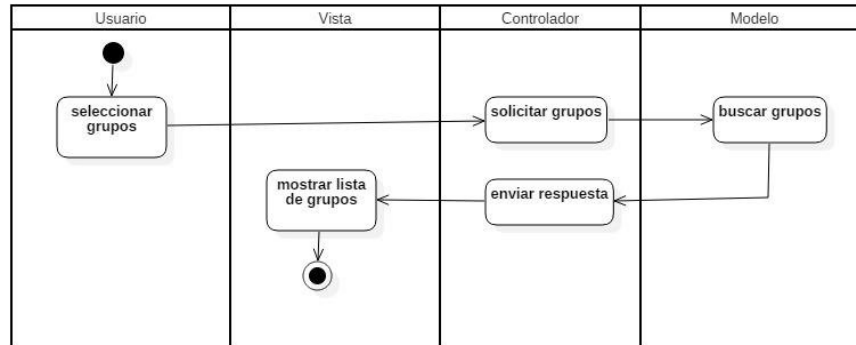 Usuario
Vista
Controlador
Modelo
seleccionar
grupos
solicitar grupos
buscar grupos
mostrar lista
de grupos
enviar respuesta